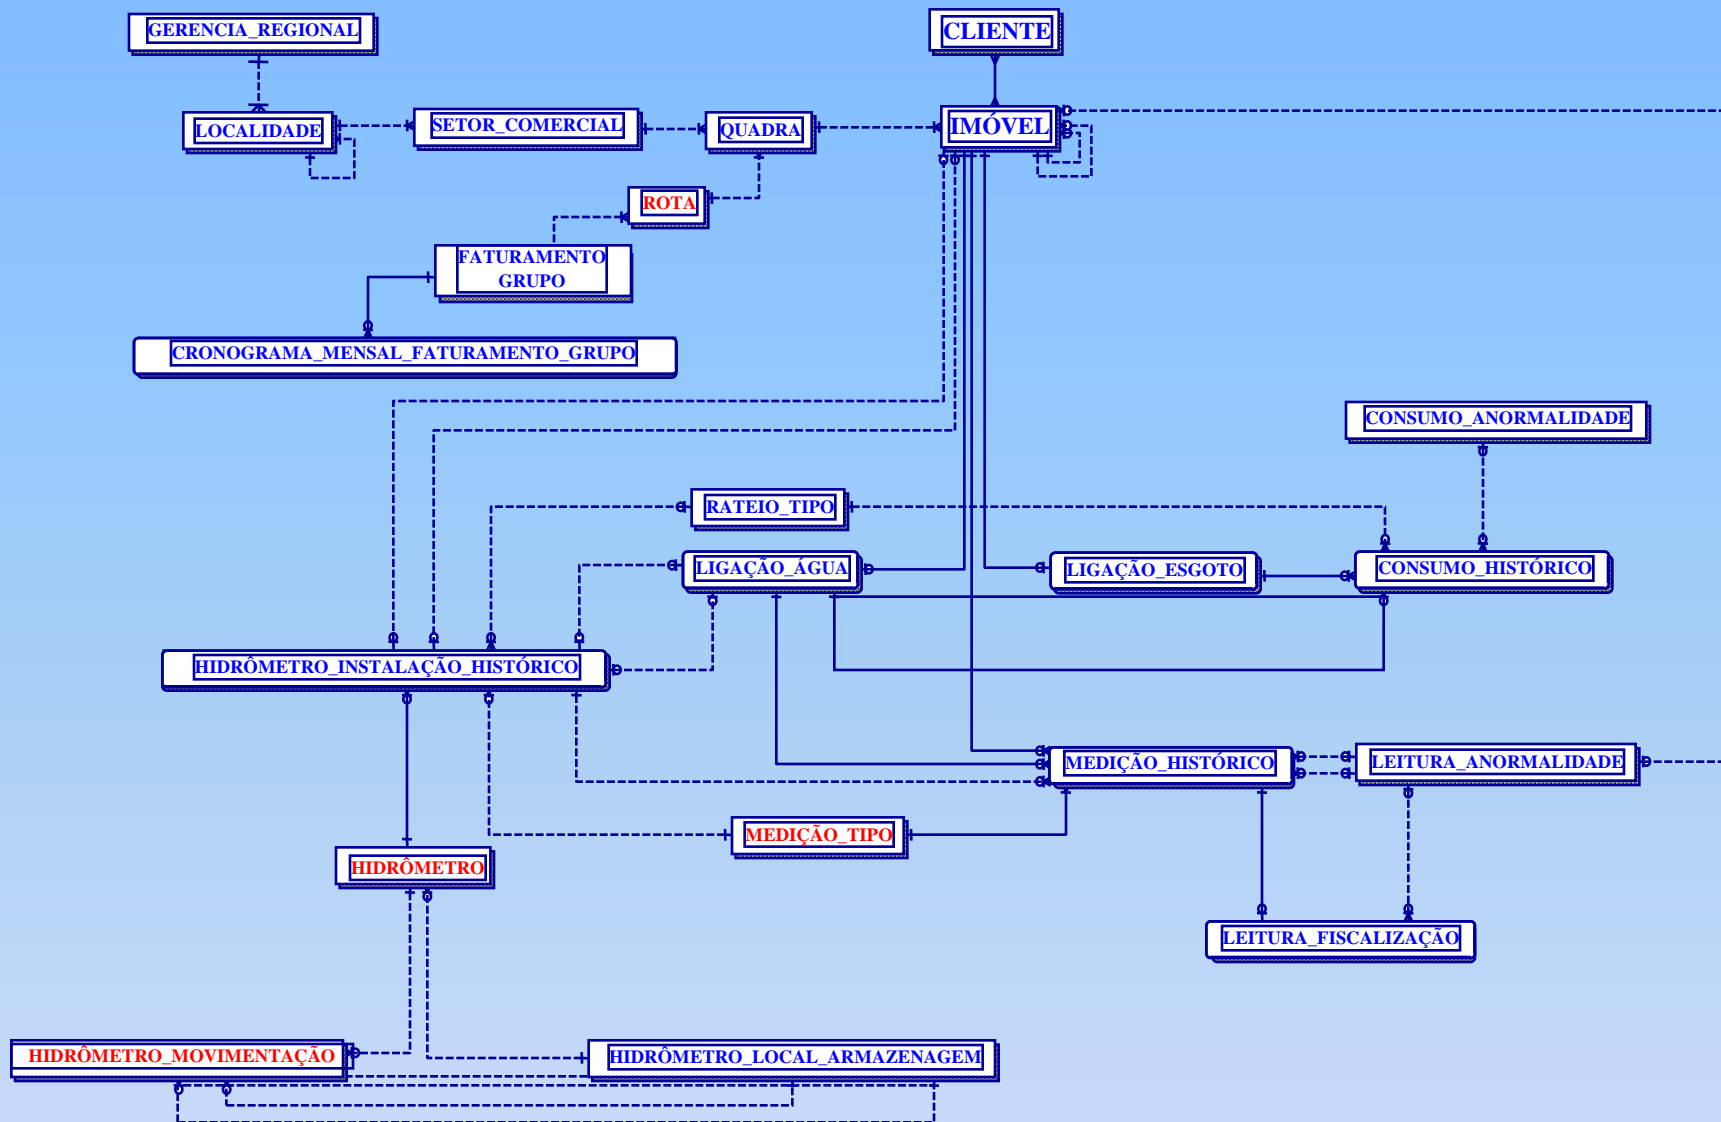 GERENCIA_REGIONAL
CLIENTE
LOCALIDADE
SETOR_COMERCIAL
QUADRA
IMÓVEL
ROTA
FATURAMENTO
GRUPO
CRONOGRAMA_MENSAL_FATURAMENTO_GRUPO
CONSUMO_ANORMALIDADE
RATEIO_TIPO
LIGAÇÃO_ÁGUA
LIGAÇÃO_ESGOTO
CONSUMO_HISTÓRICO
HIDRÔMETRO_INSTALAÇÃO_HISTÓRICO
MEDIÇÃO_HISTÓRICO
LEITURA_ANORMALIDADE
MEDIÇÃO_TIPO
HIDRÔMETRO
LEITURA_FISCALIZAÇÃO
HIDRÔMETRO_MOVIMENTAÇÃO
HIDRÔMETRO_LOCAL_ARMAZENAGEM